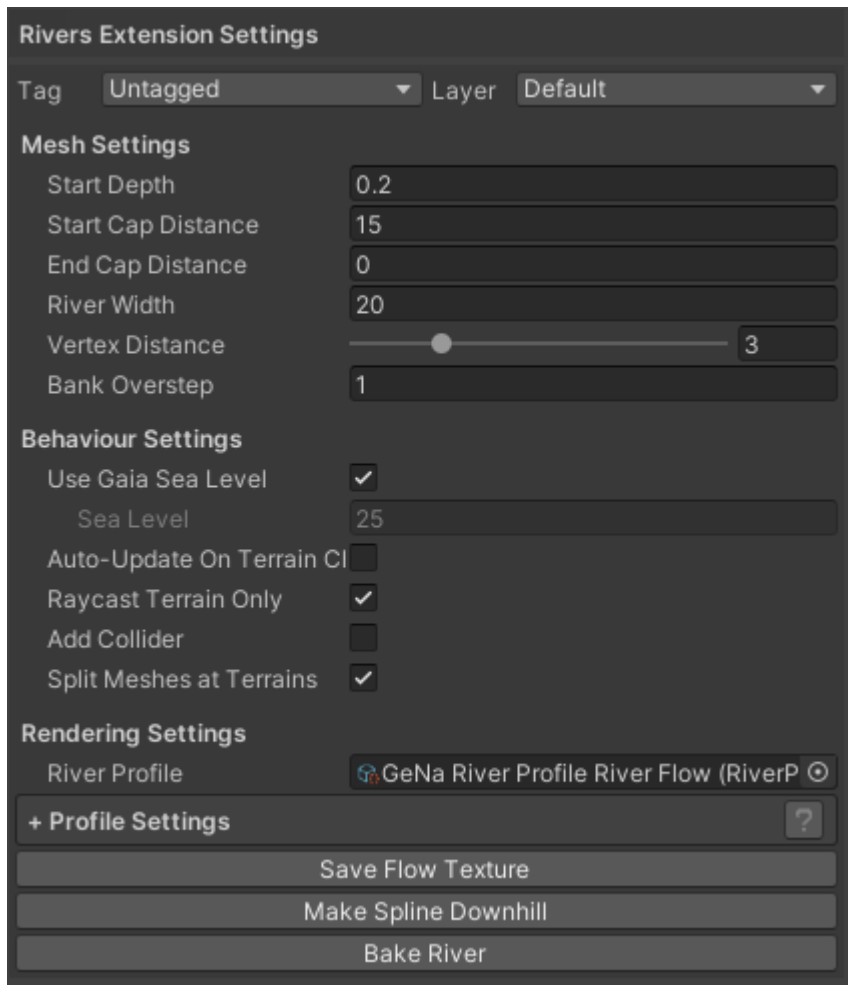 Rivers Extension Settings
Tag Untagged Layer Default
Mesh Settings
Start Depth 0.2
Start Cap Distance 15
End Cap Distance 0
River Width 20
Vertex Distance 3
Bank Overstep 1
Behaviour Settings
Use Gaia Sea Level
Sea Level 25
Auto-Update On Terrain Cl
Raycast Terrain Only
Add Collider
Split Meshes at Terrains
Rendering Settings
River Profile GeNa River Profile River Flow (RiverP
+ Profile Settings ?
Save Flow Texture
Make Spline Downhill
Bake River